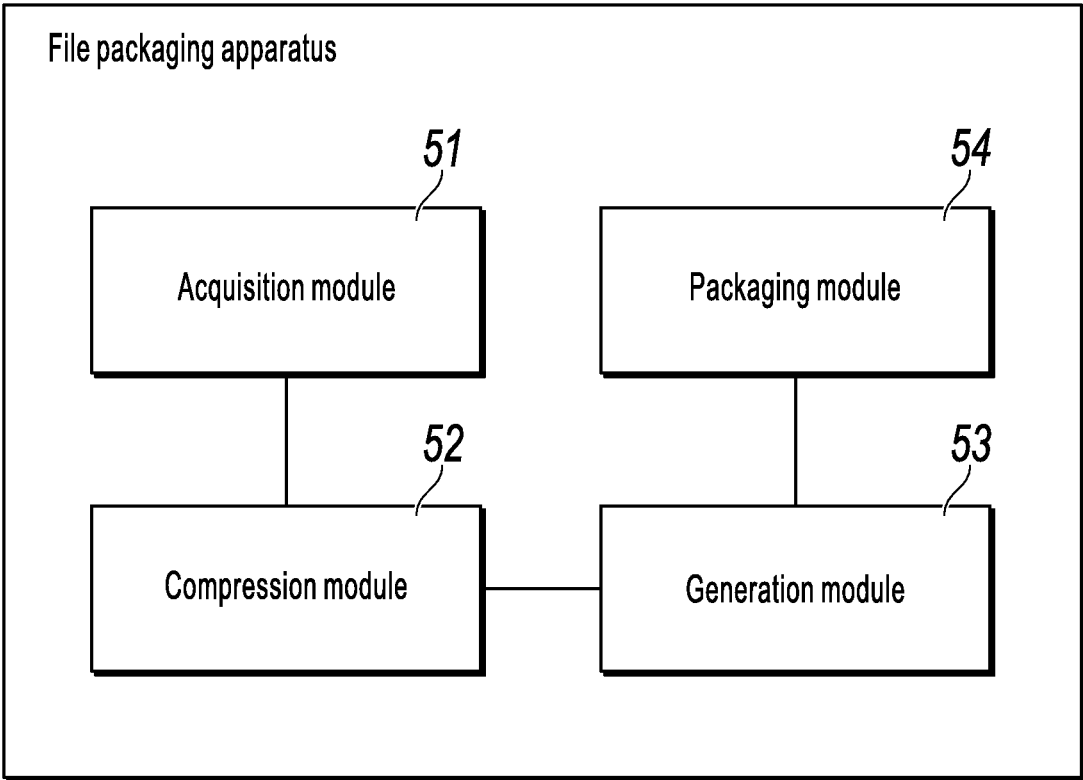 File packaging apparatus
51
54
Acquisition module
Packaging module
52
53
Compression module
Generation module